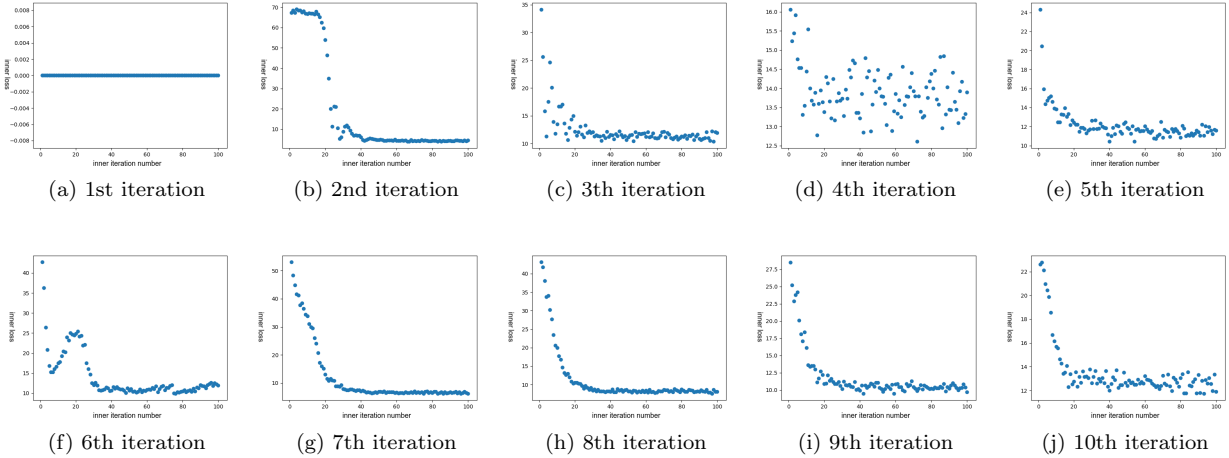 0.008
0.006
0.004
0.002
0.000
−0.002
−0.004
−0.006
−0.008
inner loss
0 20 40 60 80 100
inner iteration number
(a) 1st iteration
70
60
50
40
30
20
10
inner loss
0 20 40 60 80 100
inner iteration number
(b) 2nd iteration
35
30
25
20
15
10
inner loss
0 20 40 60 80 100
inner iteration number
(c) 3th iteration
16.0
15.5
15.0
14.5
14.0
13.5
13.0
12.5
inner loss
0 20 40 60 80 100
inner iteration number
(d) 4th iteration
24
22
20
18
16
14
12
10
inner loss
0 20 40 60 80 100
inner iteration number
(e) 5th iteration
40
35
30
25
20
15
10
inner loss
0 20 40 60 80 100
inner iteration number
(f) 6th iteration
50
40
30
20
10
inner loss
0 20 40 60 80 100
inner iteration number
(g) 7th iteration
40
35
30
25
20
15
10
inner loss
0 20 40 60 80 100
inner iteration number
(h) 8th iteration
27.5
25.0
22.5
20.0
17.5
15.0
12.5
10.0
inner loss
0 20 40 60 80 100
inner iteration number
(i) 9th iteration
22
20
18
16
14
12
inner loss
0 20 40 60 80 100
inner iteration number
(j) 10th iteration